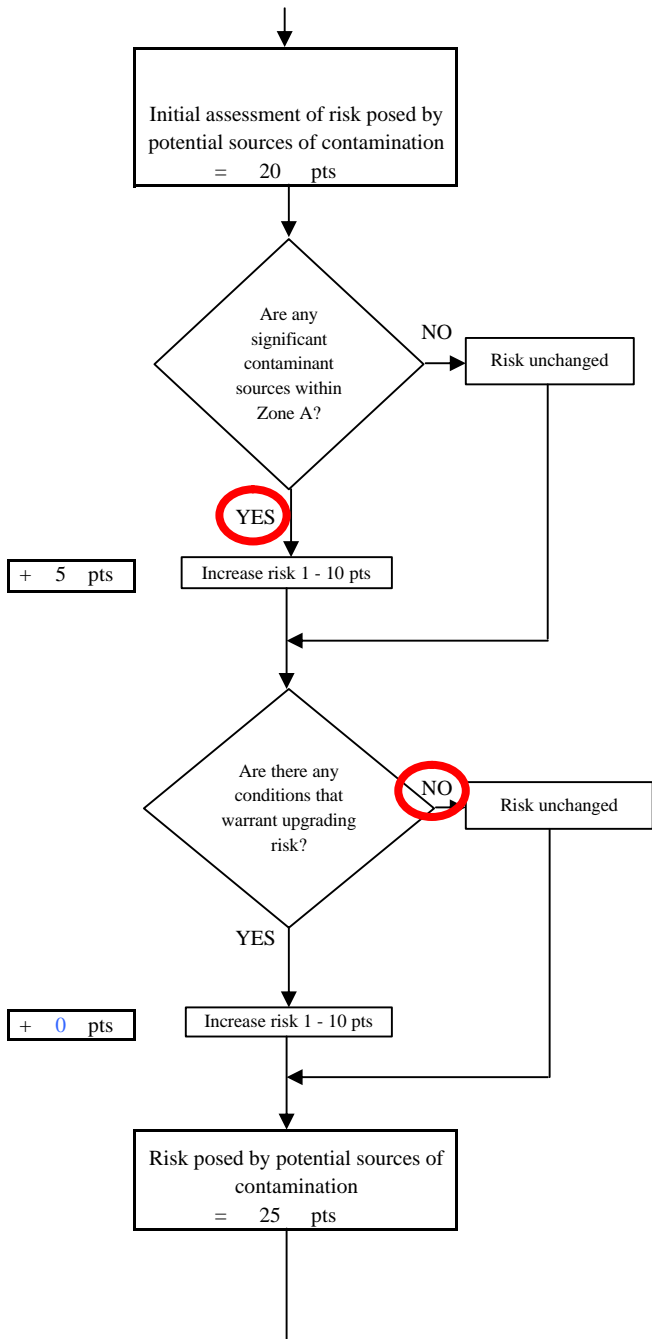 Initial assessment of risk posed by
potential sources of contamination
= 20 pts
Are any
significant
contaminant
sources within
Zone A?
NO
Risk unchanged
YES
+ 5 pts
Increase risk 1 - 10 pts
Are there any
conditions that
warrant upgrading
risk?
NO
Risk unchanged
YES
+ 0 pts
Increase risk 1 - 10 pts
Risk posed by potential sources of
contamination
= 25 pts